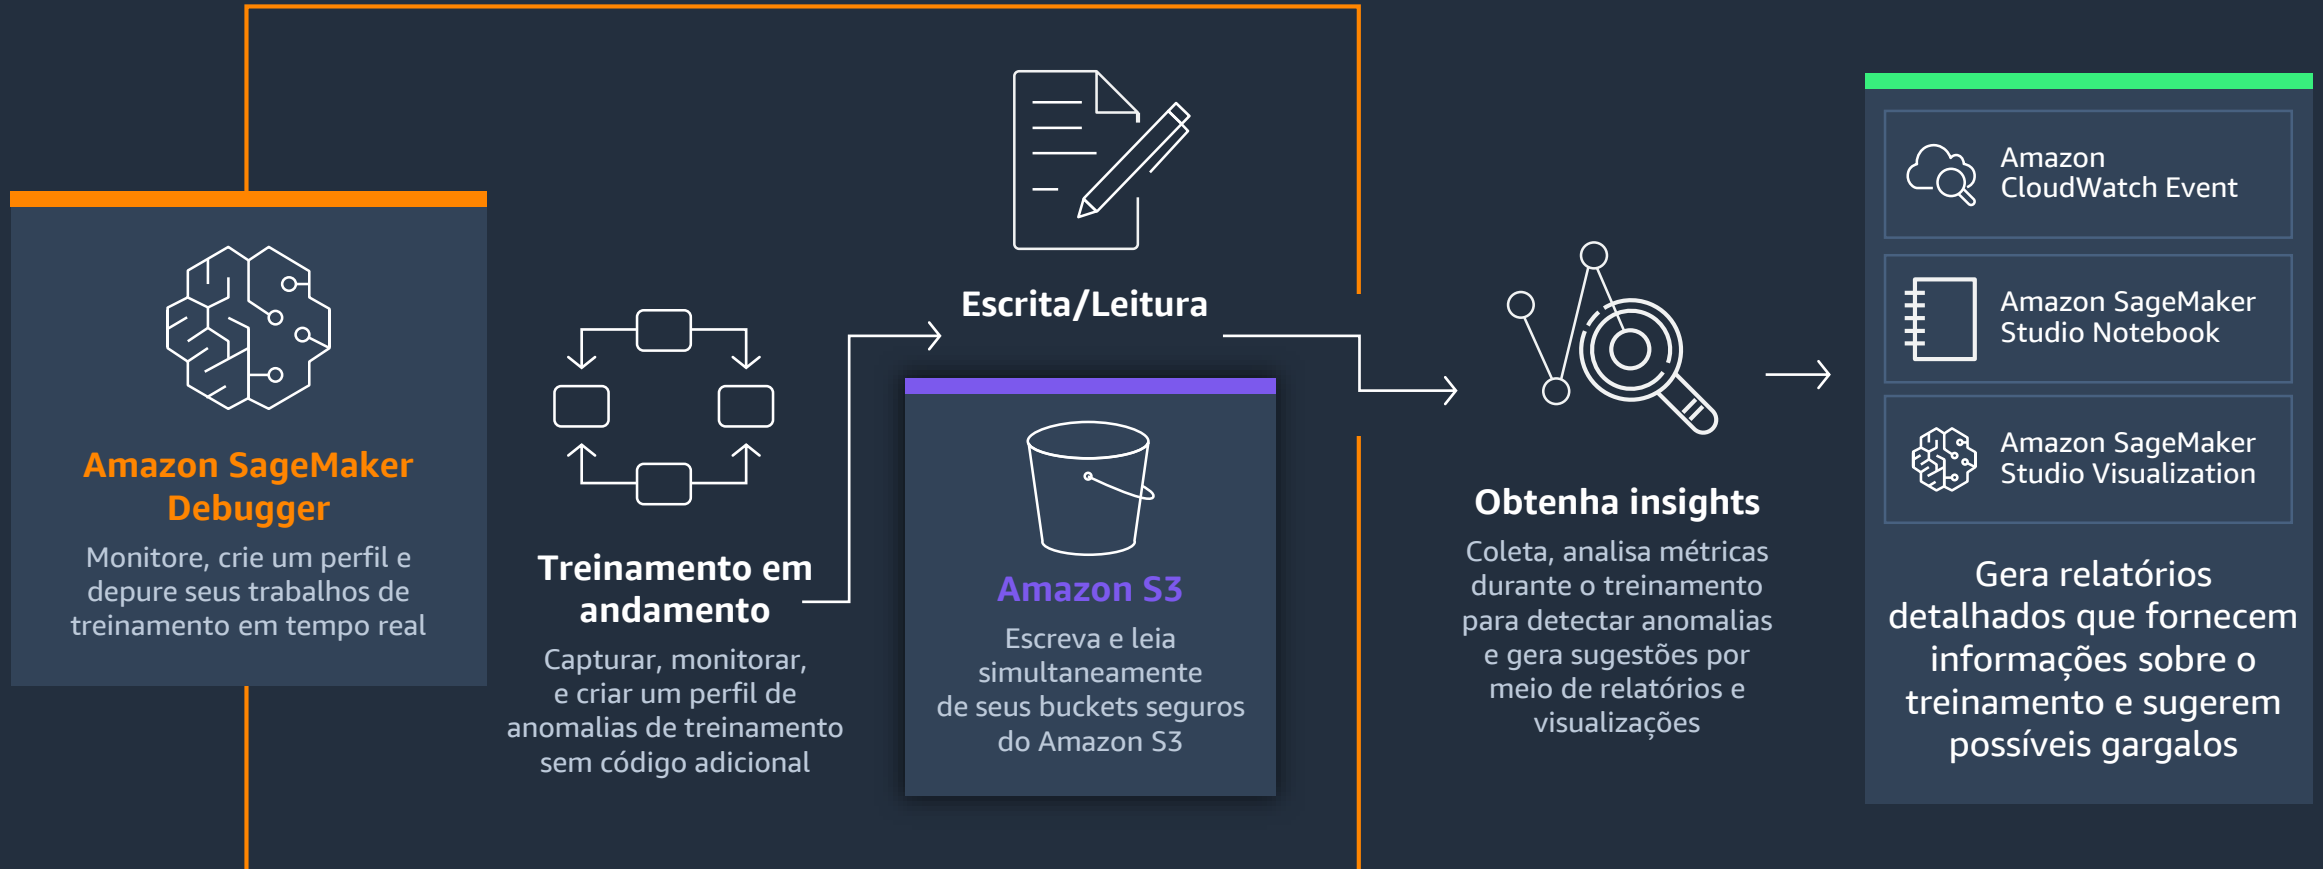 Amazon SageMaker
Debugger
Monitore, crie um perfil e
depure seus trabalhos de
treinamento em tempo real
Treinamento em
andamento
Capturar, monitorar,
e criar um perfil de
anomalias de treinamento
sem código adicional
Escrita/Leitura
Amazon S3
Escreva e leia
simultaneamente
de seus buckets seguros
do Amazon S3
Obtenha insights
Coleta, analisa métricas
durante o treinamento
para detectar anomalias
e gera sugestões por
meio de relatórios e
visualizações
Amazon
CloudWatch Event
Amazon SageMaker
Studio Notebook
Amazon SageMaker
Studio Visualization
Gera relatórios
detalhados que fornecem
informações sobre o
treinamento e sugerem
possíveis gargalos